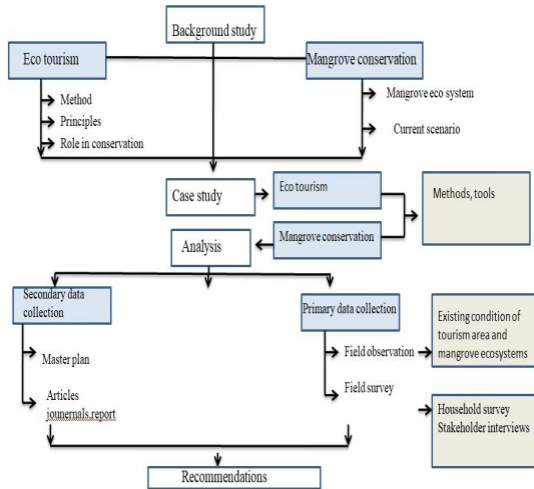 Background study
Eco tourism
Mangrove conservation
Method
Principles
Role in conservation
Mangrove eco system
Current scenario
Case study
Eco tourism
Methods, tools
Mangrove conservation
Analysis
Secondary data
collection
Primary data collection
Existing condition of
tourism area and
mangrove ecosystems
Master plan
Field observation
Field survey
Articles
jounernals,report
Household survey
Stakeholder interviews
Recommendations